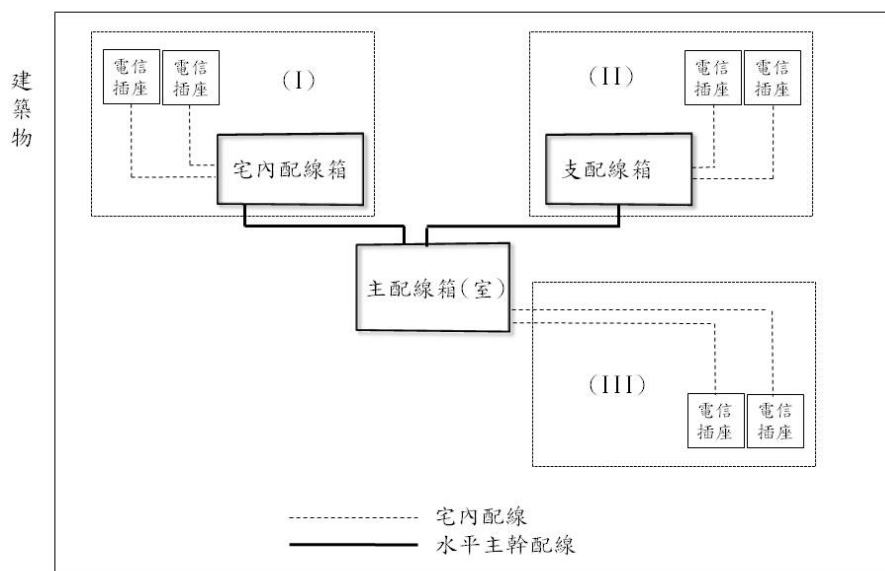 建
築
物
電信
插座
電信
插座
(I)
宅內配線箱
(II)
電信
插座
電信
插座
支配線箱
主配線箱(室)
(III)
電信
插座
電信
插座
宅內配線
水平主幹配線